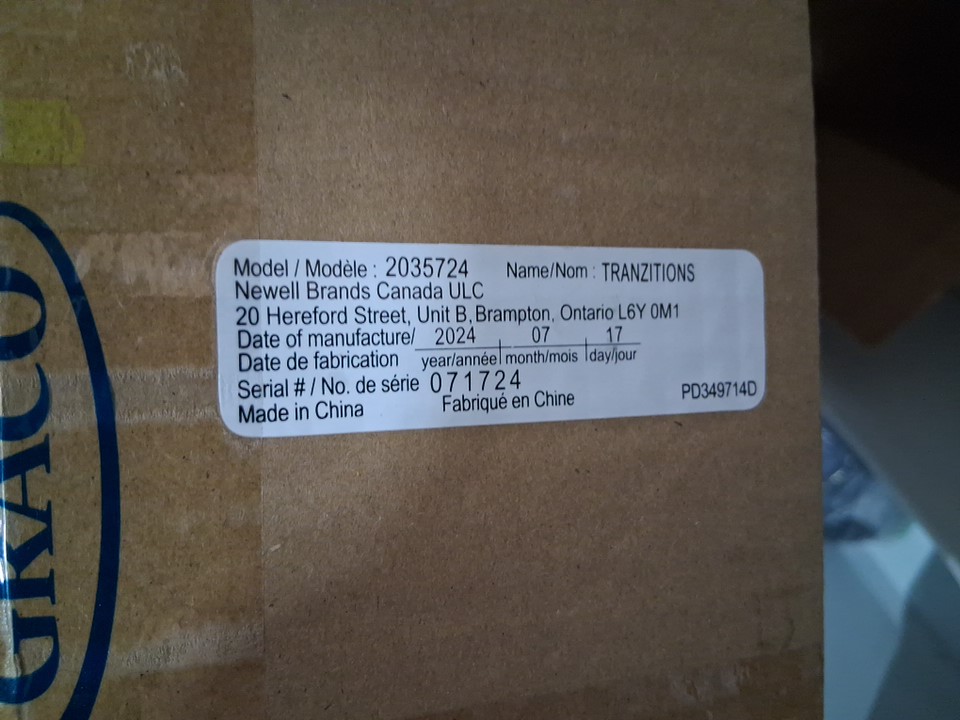 GRACO
Model / Modèle : 2035724 Name/Nom : TRANZITIONS
Newell Brands Canada ULC
20 Hereford Street, Unit B, Brampton, Ontario L6Y 0M1
Date of manufacture/ 2024 07 17
Date de fabrication year/année month/mois day/jour
Serial # / No. de série 071724
Made in China Fabriqué en Chine PD349714D